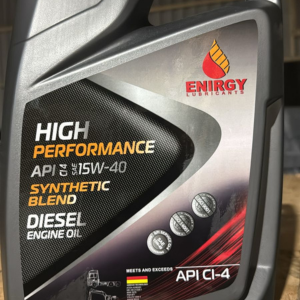 ENIRGY
LUBRICANTS
HIGH
PERFORMANCE
API CI-4 SAE 15W-40
SYNTHETIC
BLEND
DIESEL
ENGINE OIL
MEETS AND EXCEEDS
API CI-4